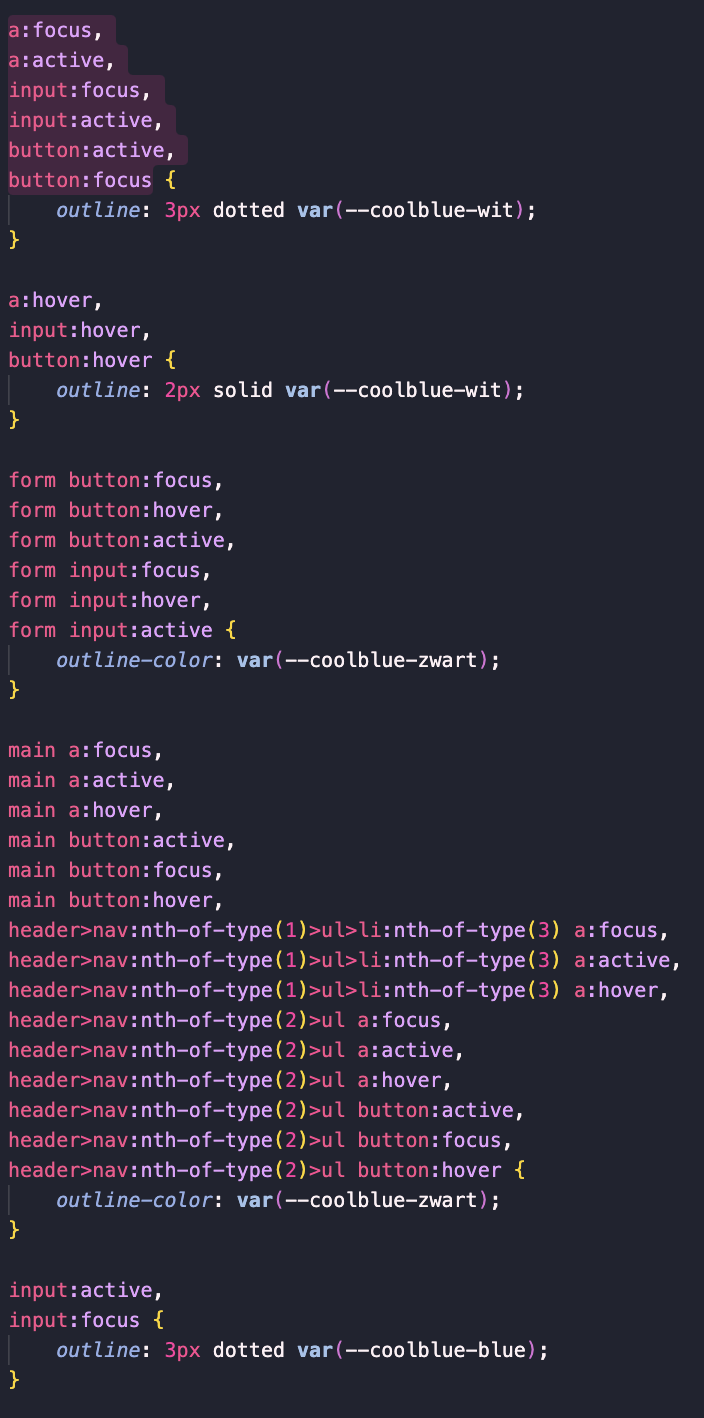 a:focus,
a:active,
input:focus,
input:active,
button:active,
button:focus {
    outline: 3px dotted var(--coolblue-wit);
}

a:hover,
input:hover,
button:hover {
    outline: 2px solid var(--coolblue-wit);
}

form button:focus,
form button:hover,
form button:active,
form input:focus,
form input:hover,
form input:active {
    outline-color: var(--coolblue-zwart);
}

main a:focus,
main a:active,
main a:hover,
main button:active,
main button:focus,
main button:hover,
header>nav:nth-of-type(1)>ul>li:nth-of-type(3) a:focus,
header>nav:nth-of-type(1)>ul>li:nth-of-type(3) a:active,
header>nav:nth-of-type(1)>ul>li:nth-of-type(3) a:hover,
header>nav:nth-of-type(2)>ul a:focus,
header>nav:nth-of-type(2)>ul a:active,
header>nav:nth-of-type(2)>ul a:hover,
header>nav:nth-of-type(2)>ul button:active,
header>nav:nth-of-type(2)>ul button:focus,
header>nav:nth-of-type(2)>ul button:hover {
    outline-color: var(--coolblue-zwart);
}

input:active,
input:focus {
    outline: 3px dotted var(--coolblue-blue);
}